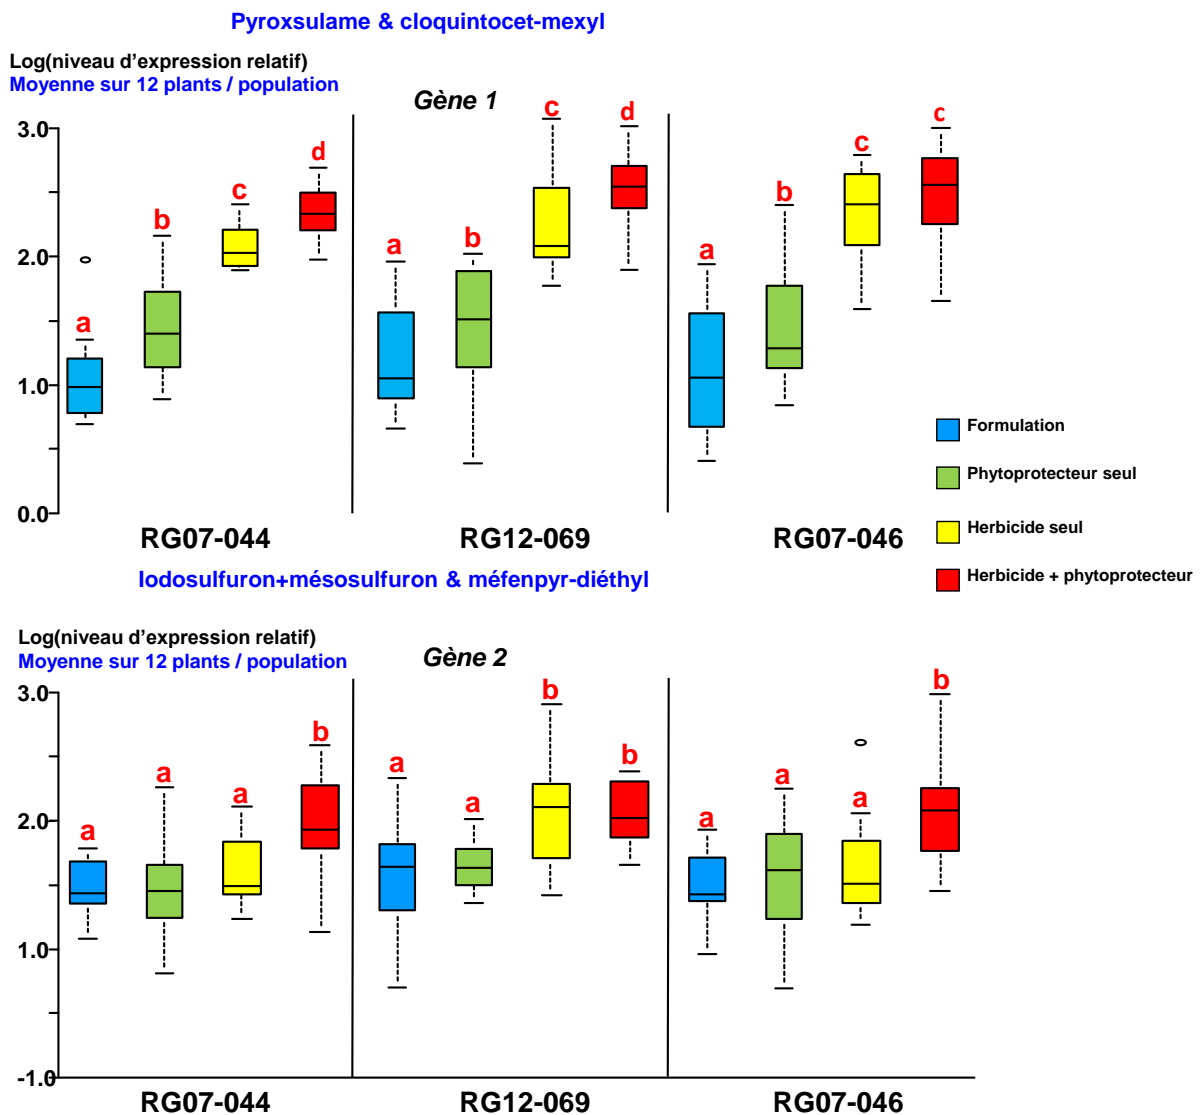 Pyroxsulame & cloquintocet-mexyl
Log(niveau d'expression relatif)
Moyenne sur 12 plants / population
Gène 1
3.0
2.0
1.0
0.0
a
b
c
d
a
b
c
d
a
b
c
c
RG07-044
RG12-069
RG07-046
Formulation
Phytoprotecteur seul
Herbicide seul
Herbicide + phytoprotecteur
Iodosulfuron+mésosulfuron & méfenpyr-diéthyl
Log(niveau d'expression relatif)
Moyenne sur 12 plants / population
Gène 2
3.0
2.0
1.0
-1.0
a
a
a
b
a
a
b
b
a
a
a
b
RG07-044
RG12-069
RG07-046